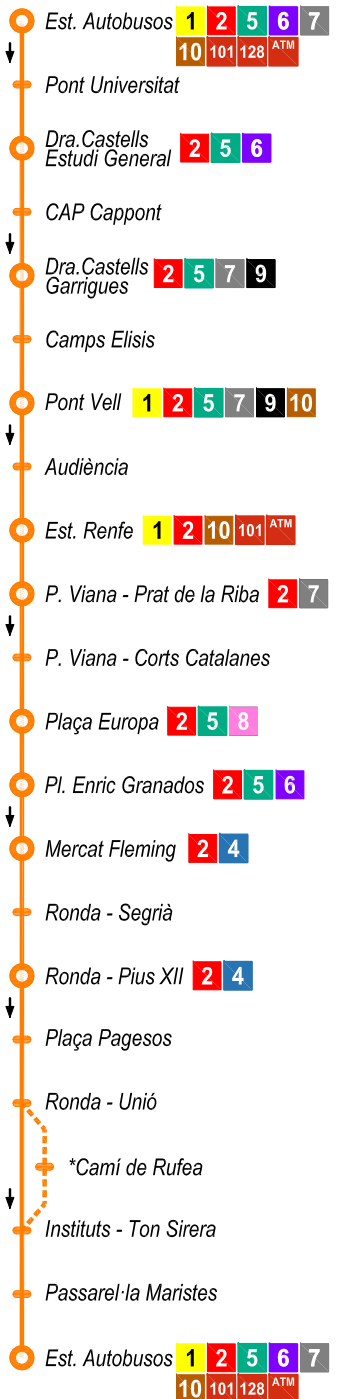 Est. Autobusos 1 2 5 6 7
10 101 128 ATM
Pont Universitat
Dra.Castells
Estudi General 2 5 6
CAP Cappont
Dra.Castells
Garrigues 2 5 7 9
Camps Elisis
Pont Vell 1 2 5 7 9 10
Audiència
Est. Renfe 1 2 10 101 ATM
P. Viana - Prat de la Riba 2 7
P. Viana - Corts Catalanes
Plaça Europa 2 5 8
Pl. Enric Granados 2 5 6
Mercat Fleming 2 4
Ronda - Segrià
Ronda - Pius XII 2 4
Plaça Pagesos
Ronda - Unió
*Camí de Rufea
Instituts - Ton Sirera
Passarel·la Maristes
Est. Autobusos 1 2 5 6 7
10 101 128 ATM